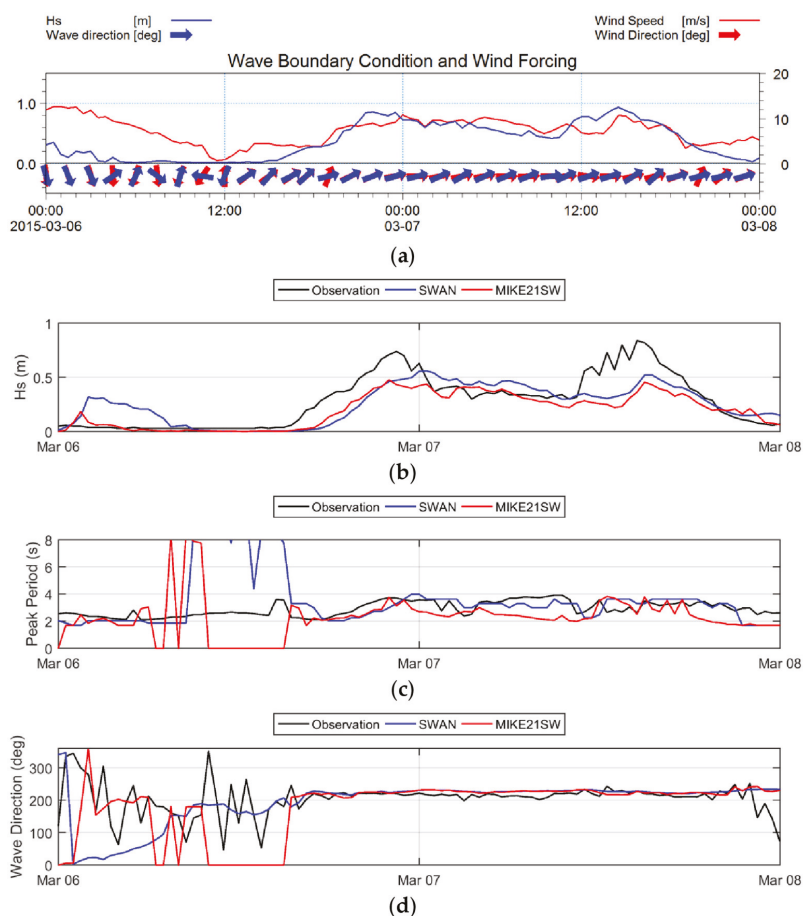 Hs [m] Wind Speed [m/s]
Wave direction [deg] Wind Direction [deg]
Wave Boundary Condition and Wind Forcing
20
1.0 10
0.0 0
00:00 12:00 00:00 12:00 00:00
2015-03-06 03-07 03-08
(a)
Observation SWAN MIKE21SW
1
0.5
0
Hs (m)
Mar 06 Mar 07 Mar 08
(b)
Observation SWAN MIKE21SW
8
6
4
2
0
Peak Period (s)
Mar 06 Mar 07 Mar 08
(c)
Observation SWAN MIKE21SW
300
200
100
0
Wave Direction (deg)
Mar 06 Mar 07 Mar 08
(d)